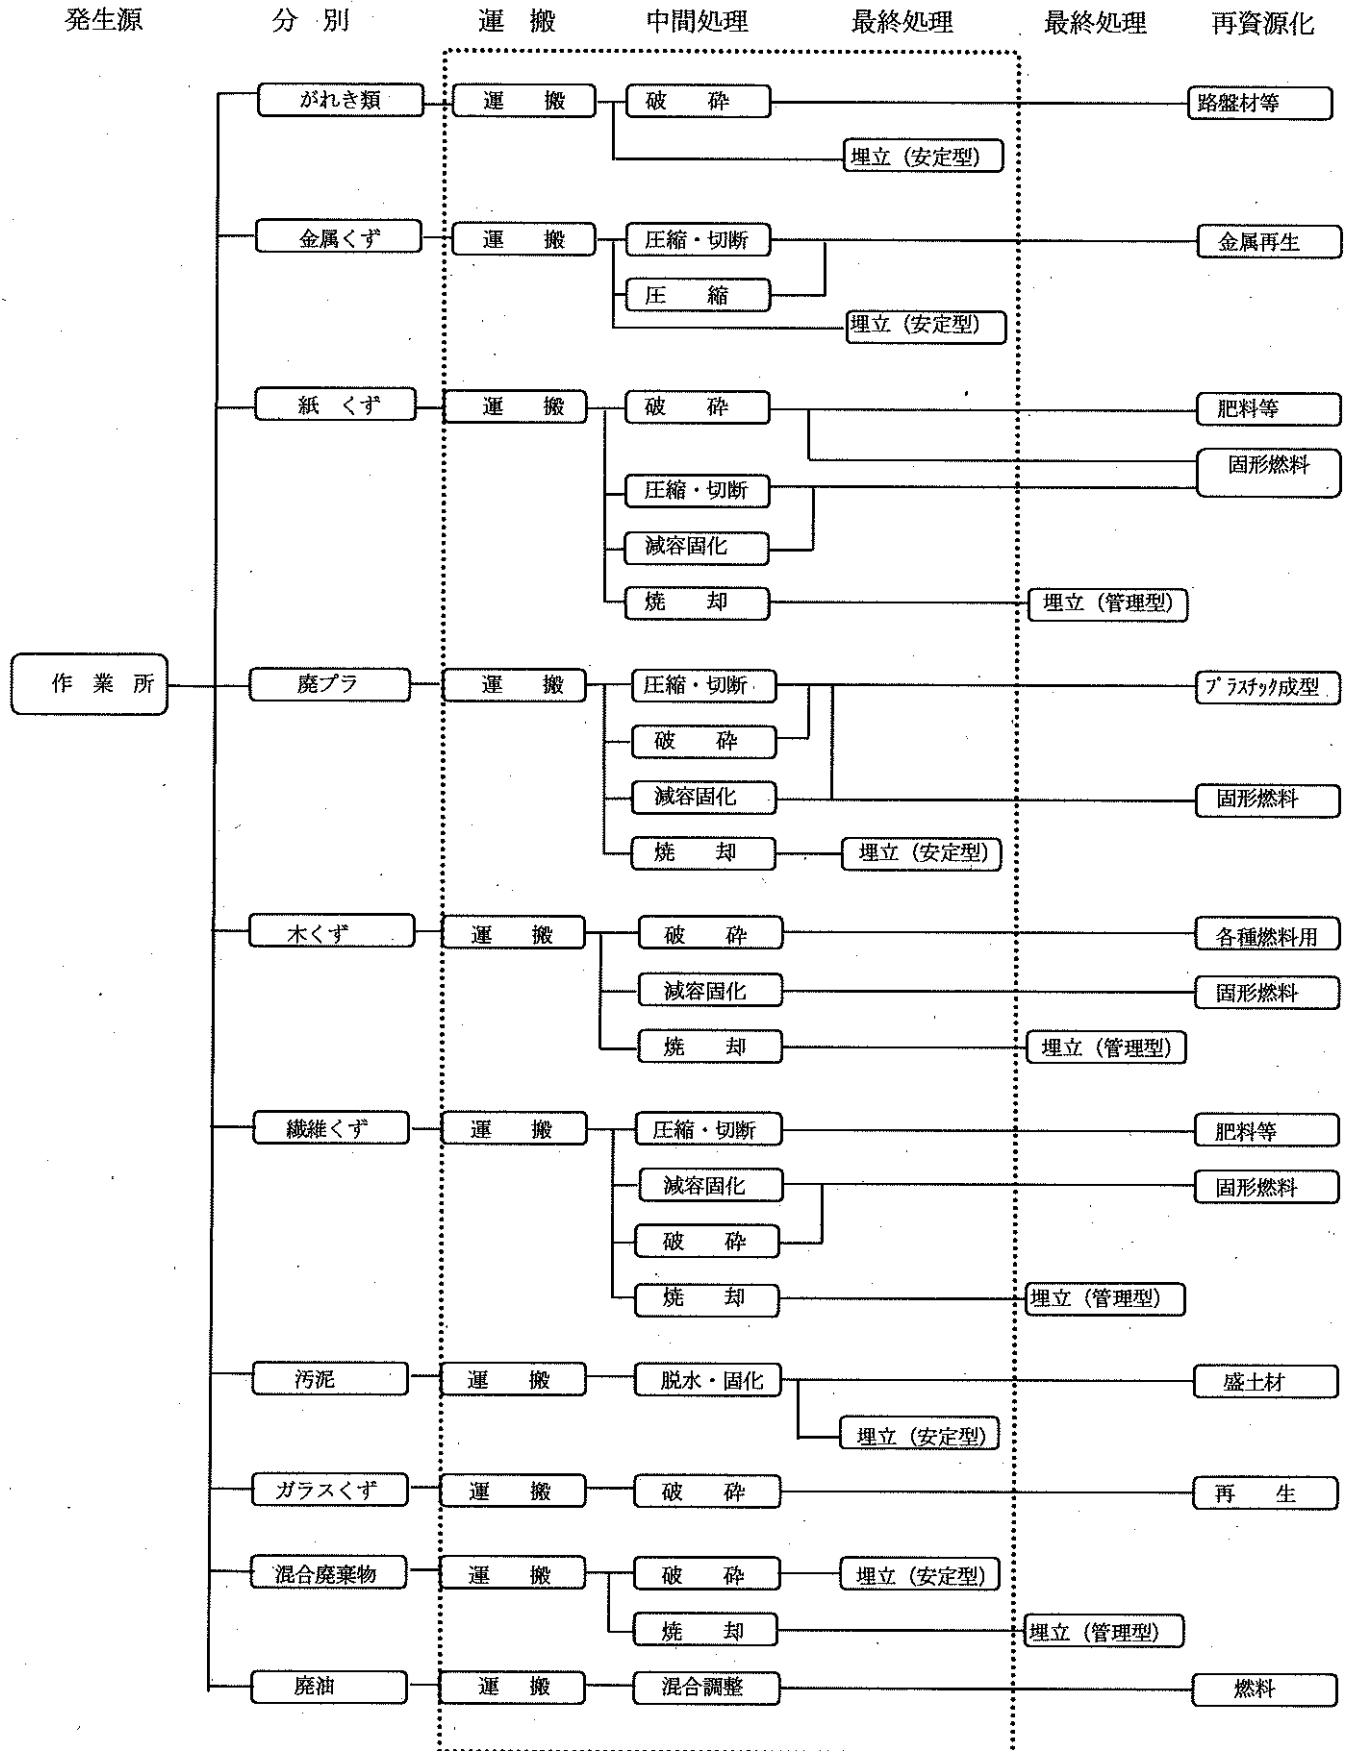 発生源　分　別　運　搬　中間処理　最終処理　最終処理　再資源化
がれき類　運　搬　破　砕　路盤材等
埋立（安定型）
金属くず　運　搬　圧縮・切断　金属再生
圧　縮
埋立（安定型）
紙　くず　運　搬　破　砕　肥料等
固形燃料
圧縮・切断
減容固化
焼　却　埋立（管理型）
作　業　所　廃プラ　運　搬　圧縮・切断　ﾌﾟﾗｽﾁｯｸ成型
破　砕
減容固化　固形燃料
焼　却　埋立（安定型）
木くず　運　搬　破　砕　各種燃料用
減容固化　固形燃料
焼　却　埋立（管理型）
繊維くず　運　搬　圧縮・切断　肥料等
減容固化　固形燃料
破　砕
焼　却　埋立（管理型）
汚泥　運　搬　脱水・固化　盛土材
埋立（安定型）
ガラスくず　運　搬　破　砕　再　生
混合廃棄物　運　搬　破　砕　埋立（安定型）
焼　却　埋立（管理型）
廃油　運　搬　混合調整　燃料